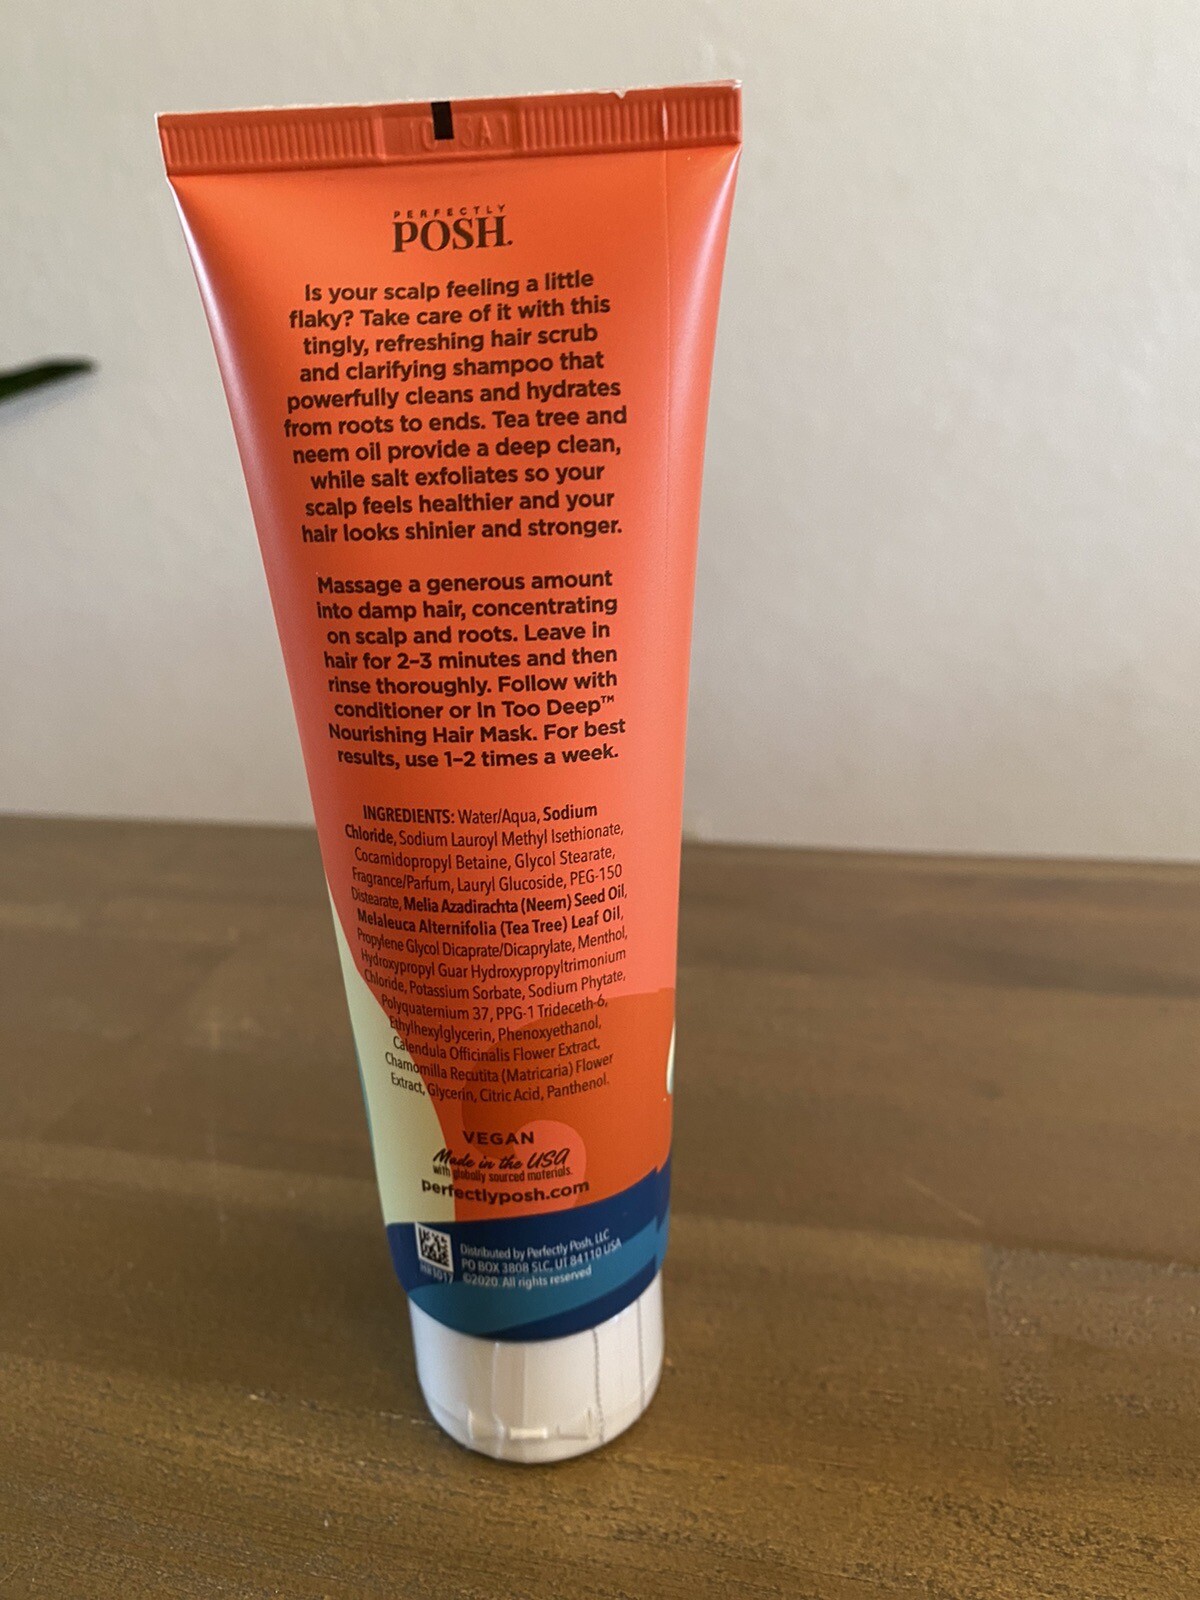 PERFECTLY
POSH.
Is your scalp feeling a little
flaky? Take care of it with this
tingly, refreshing hair scrub
and clarifying shampoo that
powerfully cleans and hydrates
from roots to ends. Tea tree and
neem oil provide a deep clean,
while salt exfoliates so your
scalp feels healthier and your
hair looks shinier and stronger.
Massage a generous amount
into damp hair, concentrating
on scalp and roots. Leave in
hair for 2–3 minutes and then
rinse thoroughly. Follow with
conditioner or In Too Deep™
Nourishing Hair Mask. For best
results, use 1–2 times a week.
INGREDIENTS: Water/Aqua, Sodium
Chloride, Sodium Lauroyl Methyl Isethionate,
Cocamidopropyl Betaine, Glycol Stearate,
Fragrance/Parfum, Lauryl Glucoside, PEG-150
Distearate, Melia Azadirachta (Neem) Seed Oil,
Melaleuca Alternifolia (Tea Tree) Leaf Oil,
Propylene Glycol Dicaprate/Dicaprylate, Menthol,
Hydroxypropyl Guar Hydroxypropyltrimonium
Chloride, Potassium Sorbate, Sodium Phytate,
Polyquaternium 37, PPG-1 Trideceth-6,
Ethylhexylglycerin, Phenoxyethanol,
Calendula Officinalis Flower Extract,
Chamomilla Recutita (Matricaria) Flower
Extract, Glycerin, Citric Acid, Panthenol.
VEGAN
Made in the USA
with globally sourced materials.
perfectlyposh.com
Distributed by Perfectly Posh, LLC
PO BOX 3808 SLC, UT 84110 USA
HR1017 ©2020. All rights reserved